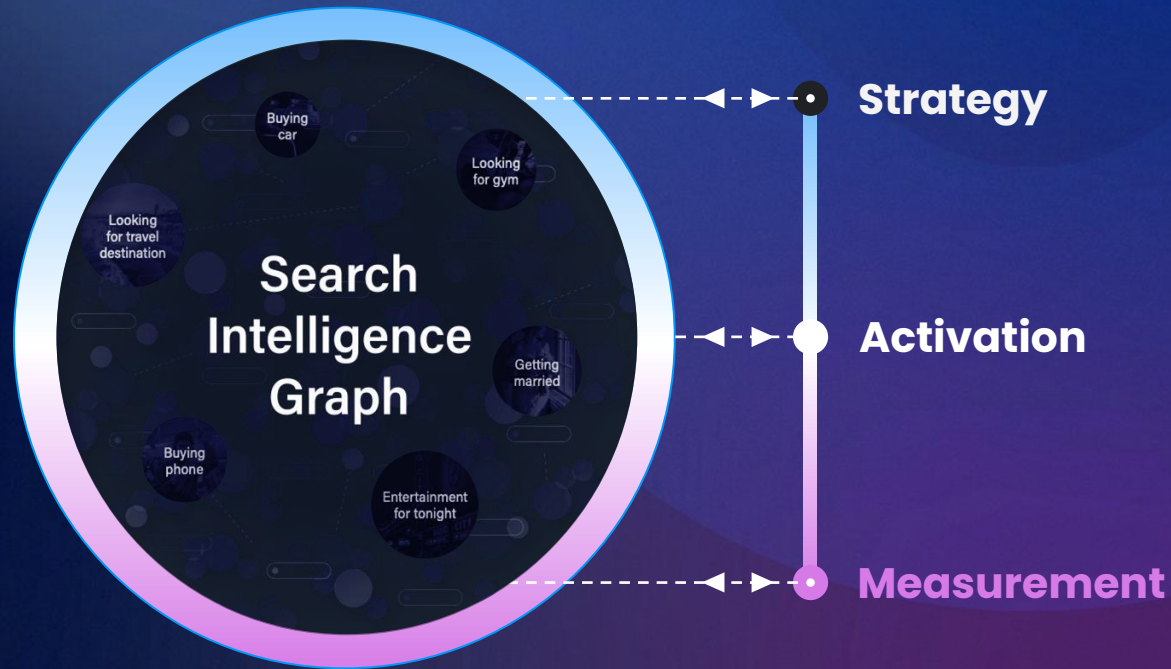 Strategy
Buying
car
Looking
for gym
Looking
for travel
destination
Search
Intelligence
Graph
Activation
Getting
married
Buying
phone
Entertainment
for tonight
Measurement